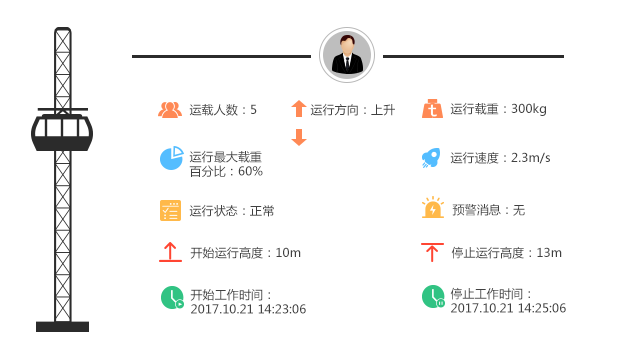 运载人数：5
运行方向：上升
运行载重：300kg
运行最大载重
百分比：60%
运行速度：2.3m/s
运行状态：正常
预警消息：无
开始运行高度：10m
停止运行高度：13m
开始工作时间：
2017.10.21 14:23:06
停止工作时间：
2017.10.21 14:25:06